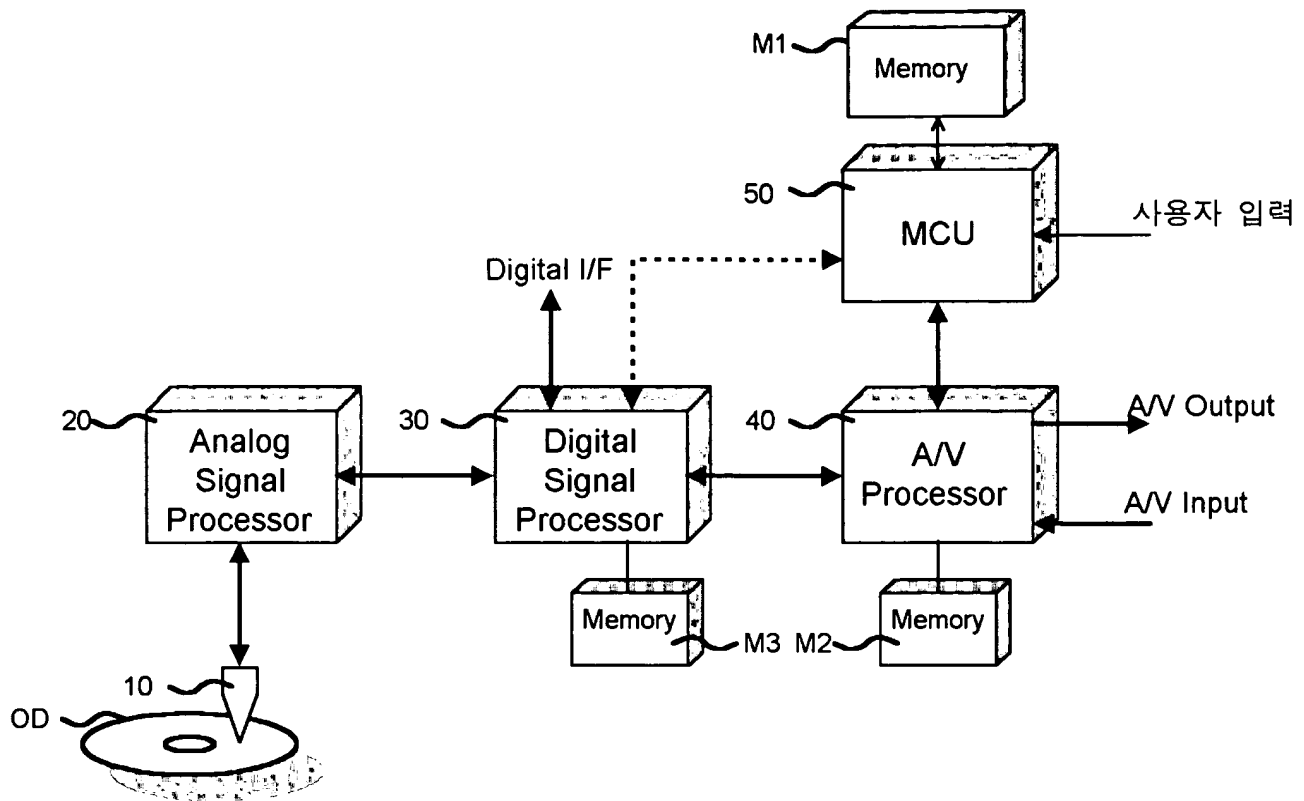 M1
Memory
50
MCU
사용자 입력
Digital I/F
20
Analog
Signal
Processor
30
Digital
Signal
Processor
40
A/V
Processor
A/V Output
A/V Input
Memory
M3
M2
Memory
10
OD